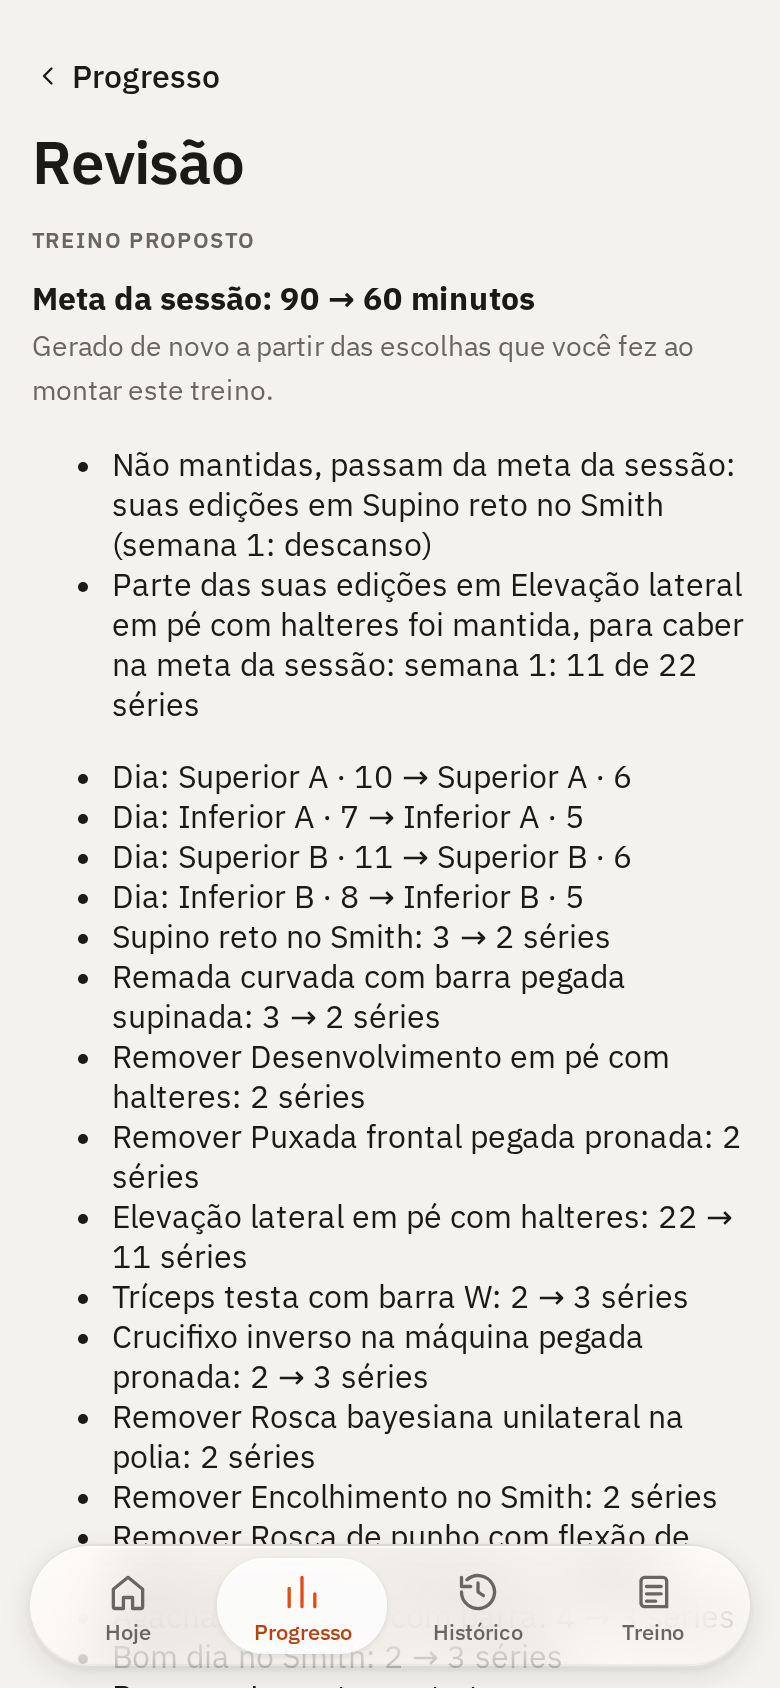 Progresso
Revisão
TREINO PROPOSTO
Meta da sessão: 90 → 60 minutos
Gerado de novo a partir das escolhas que você fez ao
montar este treino.
• Não mantidas, passam da meta da sessão:
suas edições em Supino reto no Smith
(semana 1: descanso)
• Parte das suas edições em Elevação lateral
em pé com halteres foi mantida, para caber
na meta da sessão: semana 1: 11 de 22
séries
• Dia: Superior A · 10 → Superior A · 6
• Dia: Inferior A · 7 → Inferior A · 5
• Dia: Superior B · 11 → Superior B · 6
• Dia: Inferior B · 8 → Inferior B · 5
• Supino reto no Smith: 3 → 2 séries
• Remada curvada com barra pegada
supinada: 3 → 2 séries
• Remover Desenvolvimento em pé com
halteres: 2 séries
• Remover Puxada frontal pegada pronada: 2
séries
• Elevação lateral em pé com halteres: 22 →
11 séries
• Tríceps testa com barra W: 2 → 3 séries
• Crucifixo inverso na máquina pegada
pronada: 2 → 3 séries
• Remover Rosca bayesiana unilateral na
polia: 2 séries
• Remover Encolhimento no Smith: 2 séries
• Remover Rosca de punho com flexão de
com barra: 4 → séries
• Bom dia no Smith: 2 → 3 séries
Hoje
Progresso
Histórico
Treino